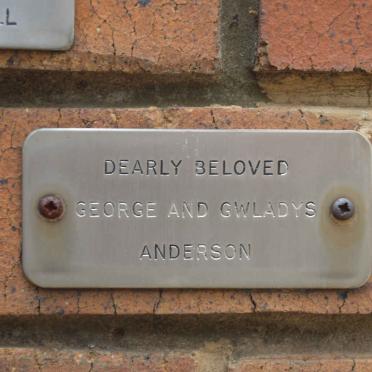 DEARLY BELOVED
GEORGE AND GWLADYS
ANDERSON